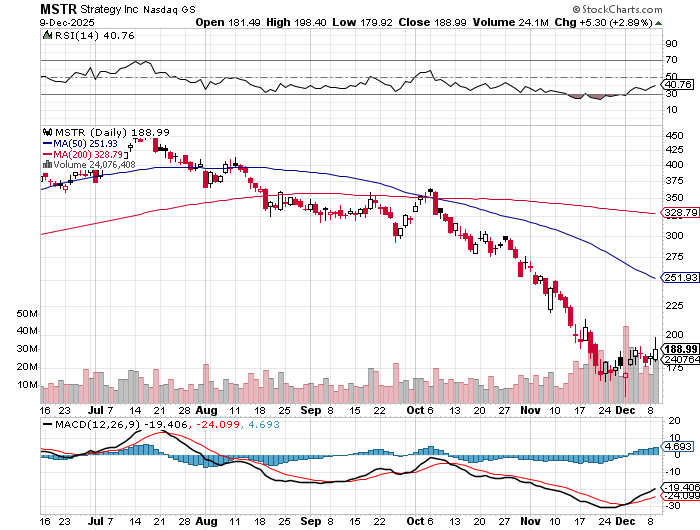 MSTR Strategy Inc Nasdaq GS © StockCharts.com
9-Dec-2025 Open 181.49 High 198.40 Low 179.92 Close 188.99 Volume 24.1M Chg +5.30 (+2.89%)
RSI(14) 40.76
90
70
50
40.76
30
10
MSTR (Daily) 188.99
MA(50) 251.93
MA(200) 328.79
Volume 24,076,408
450
425
400
375
350
328.79
300
275
251.93
225
200
188.99
240764
175
50M
40M
30M
20M
10M
16 23 Jul 7 14 21 28 Aug 11 18 25 Sep 8 15 22 Oct 6 13 20 27 Nov 10 17 24 Dec 8
MACD(12,26,9) -19.406, -24.099, 4.693
20
10
4.693
0
-10
-19.406
-24.099
-30
16 23 Jul 7 14 21 28 Aug 11 18 25 Sep 8 15 22 Oct 6 13 20 27 Nov 10 17 24 Dec 8